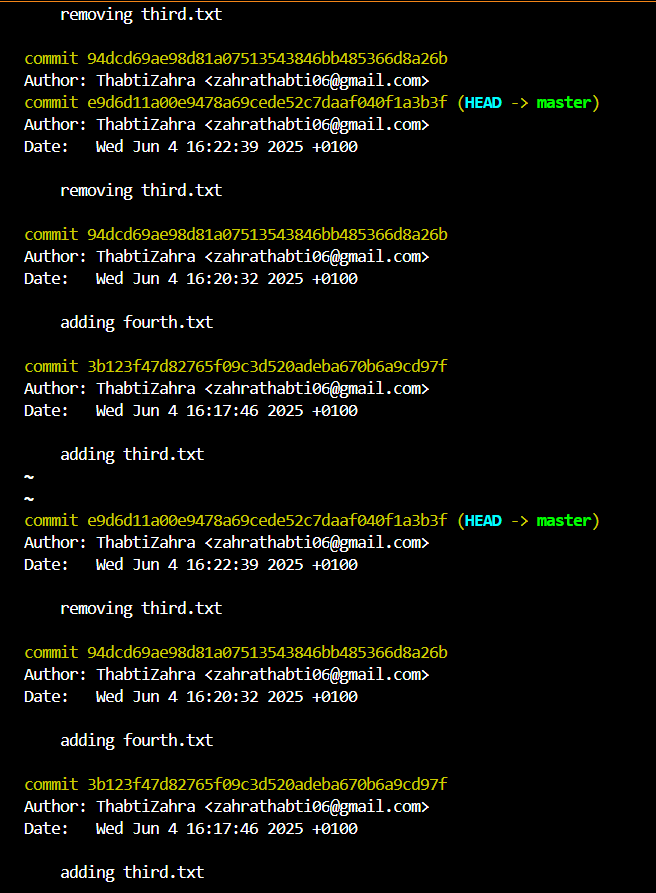 removing third.txt
commit 94dcd69ae98d81a07513543846bb485366d8a26b
Author: ThabtiZahra <zahrathabti06@gmail.com>
commit e9d6d11a00e9478a69cede52c7daaf040f1a3b3f (HEAD -> master)
Author: ThabtiZahra <zahrathabti06@gmail.com>
Date:   Wed Jun 4 16:22:39 2025 +0100
removing third.txt
commit 94dcd69ae98d81a07513543846bb485366d8a26b
Author: ThabtiZahra <zahrathabti06@gmail.com>
Date:   Wed Jun 4 16:20:32 2025 +0100
adding fourth.txt
commit 3b123f47d82765f09c3d520adeba670b6a9cd97f
Author: ThabtiZahra <zahrathabti06@gmail.com>
Date:   Wed Jun 4 16:17:46 2025 +0100
adding third.txt
~
~
commit e9d6d11a00e9478a69cede52c7daaf040f1a3b3f (HEAD -> master)
Author: ThabtiZahra <zahrathabti06@gmail.com>
Date:   Wed Jun 4 16:22:39 2025 +0100
removing third.txt
commit 94dcd69ae98d81a07513543846bb485366d8a26b
Author: ThabtiZahra <zahrathabti06@gmail.com>
Date:   Wed Jun 4 16:20:32 2025 +0100
adding fourth.txt
commit 3b123f47d82765f09c3d520adeba670b6a9cd97f
Author: ThabtiZahra <zahrathabti06@gmail.com>
Date:   Wed Jun 4 16:17:46 2025 +0100
adding third.txt